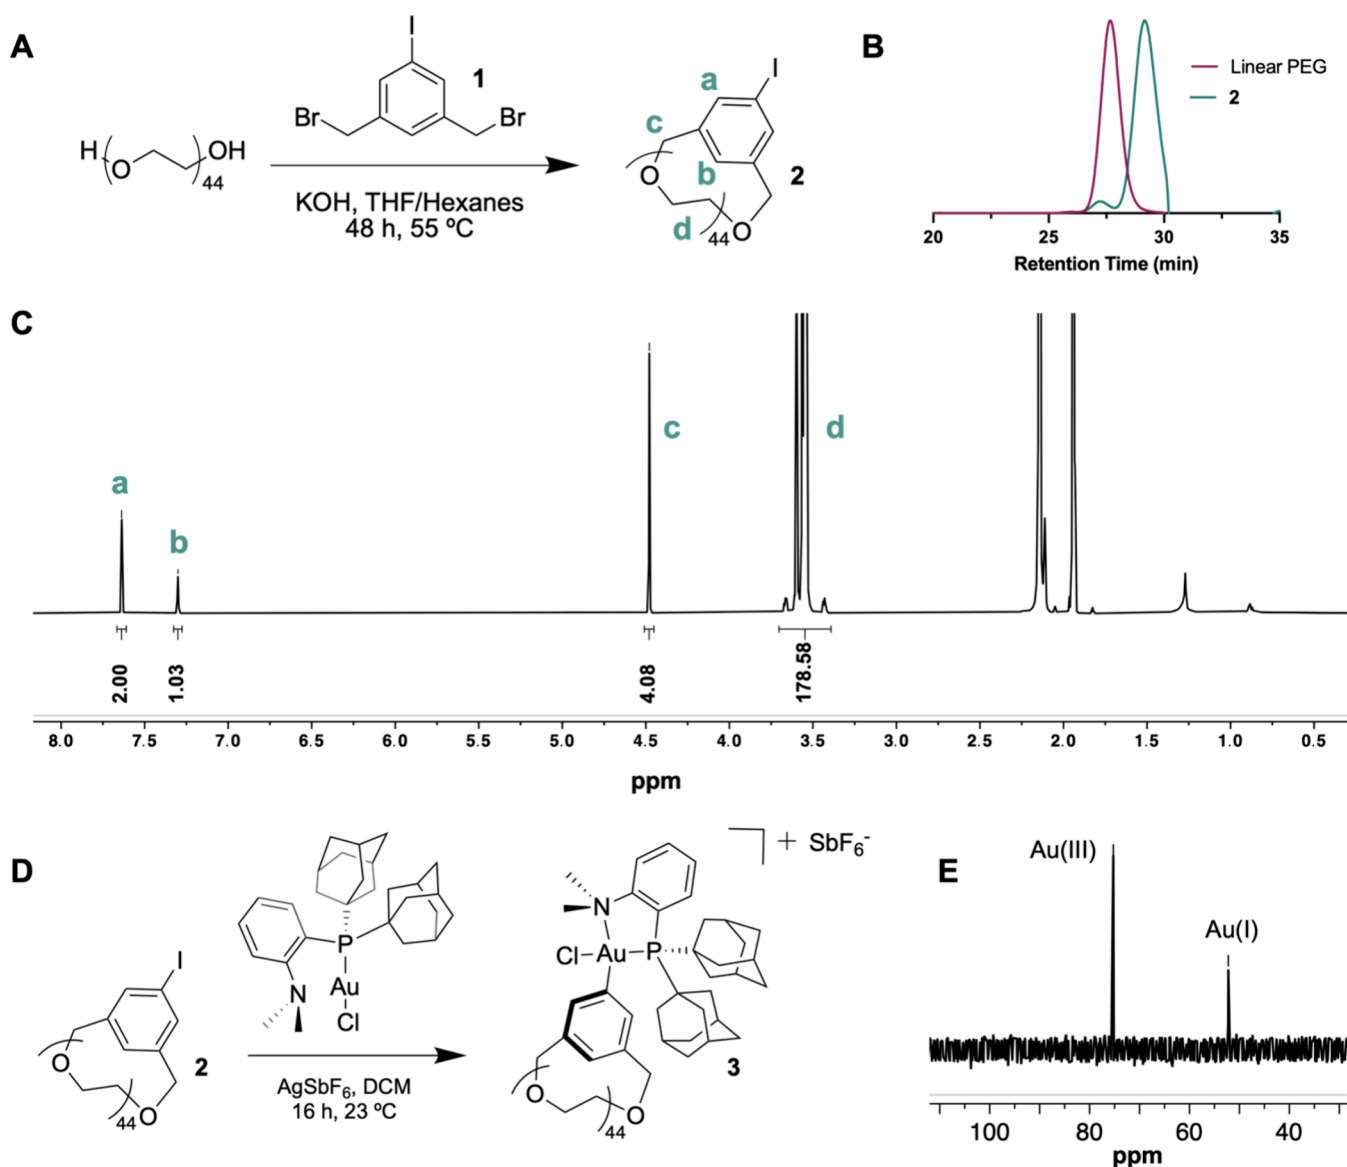 A
H
O
OH
44
I
1
Br
Br
KOH, THF/Hexanes
48 h, 55 ºC
I
a
c
b
2
O
d
44
O
B
Linear PEG
2
20
25
30
35
Retention Time (min)
C
a
b
c
d
2.00
1.03
4.08
178.58
8.0 7.5 7.0 6.5 6.0 5.5 5.0 4.5 4.0 3.5 3.0 2.5 2.0 1.5 1.0 0.5
ppm
D
I
O
2
44
O
P
N
Au
Cl
AgSbF6, DCM
16 h, 23 ºC
+ SbF6-
N
Cl-Au-P
3
O
44
O
E
Au(III)
Au(I)
100 80 60 40
ppm